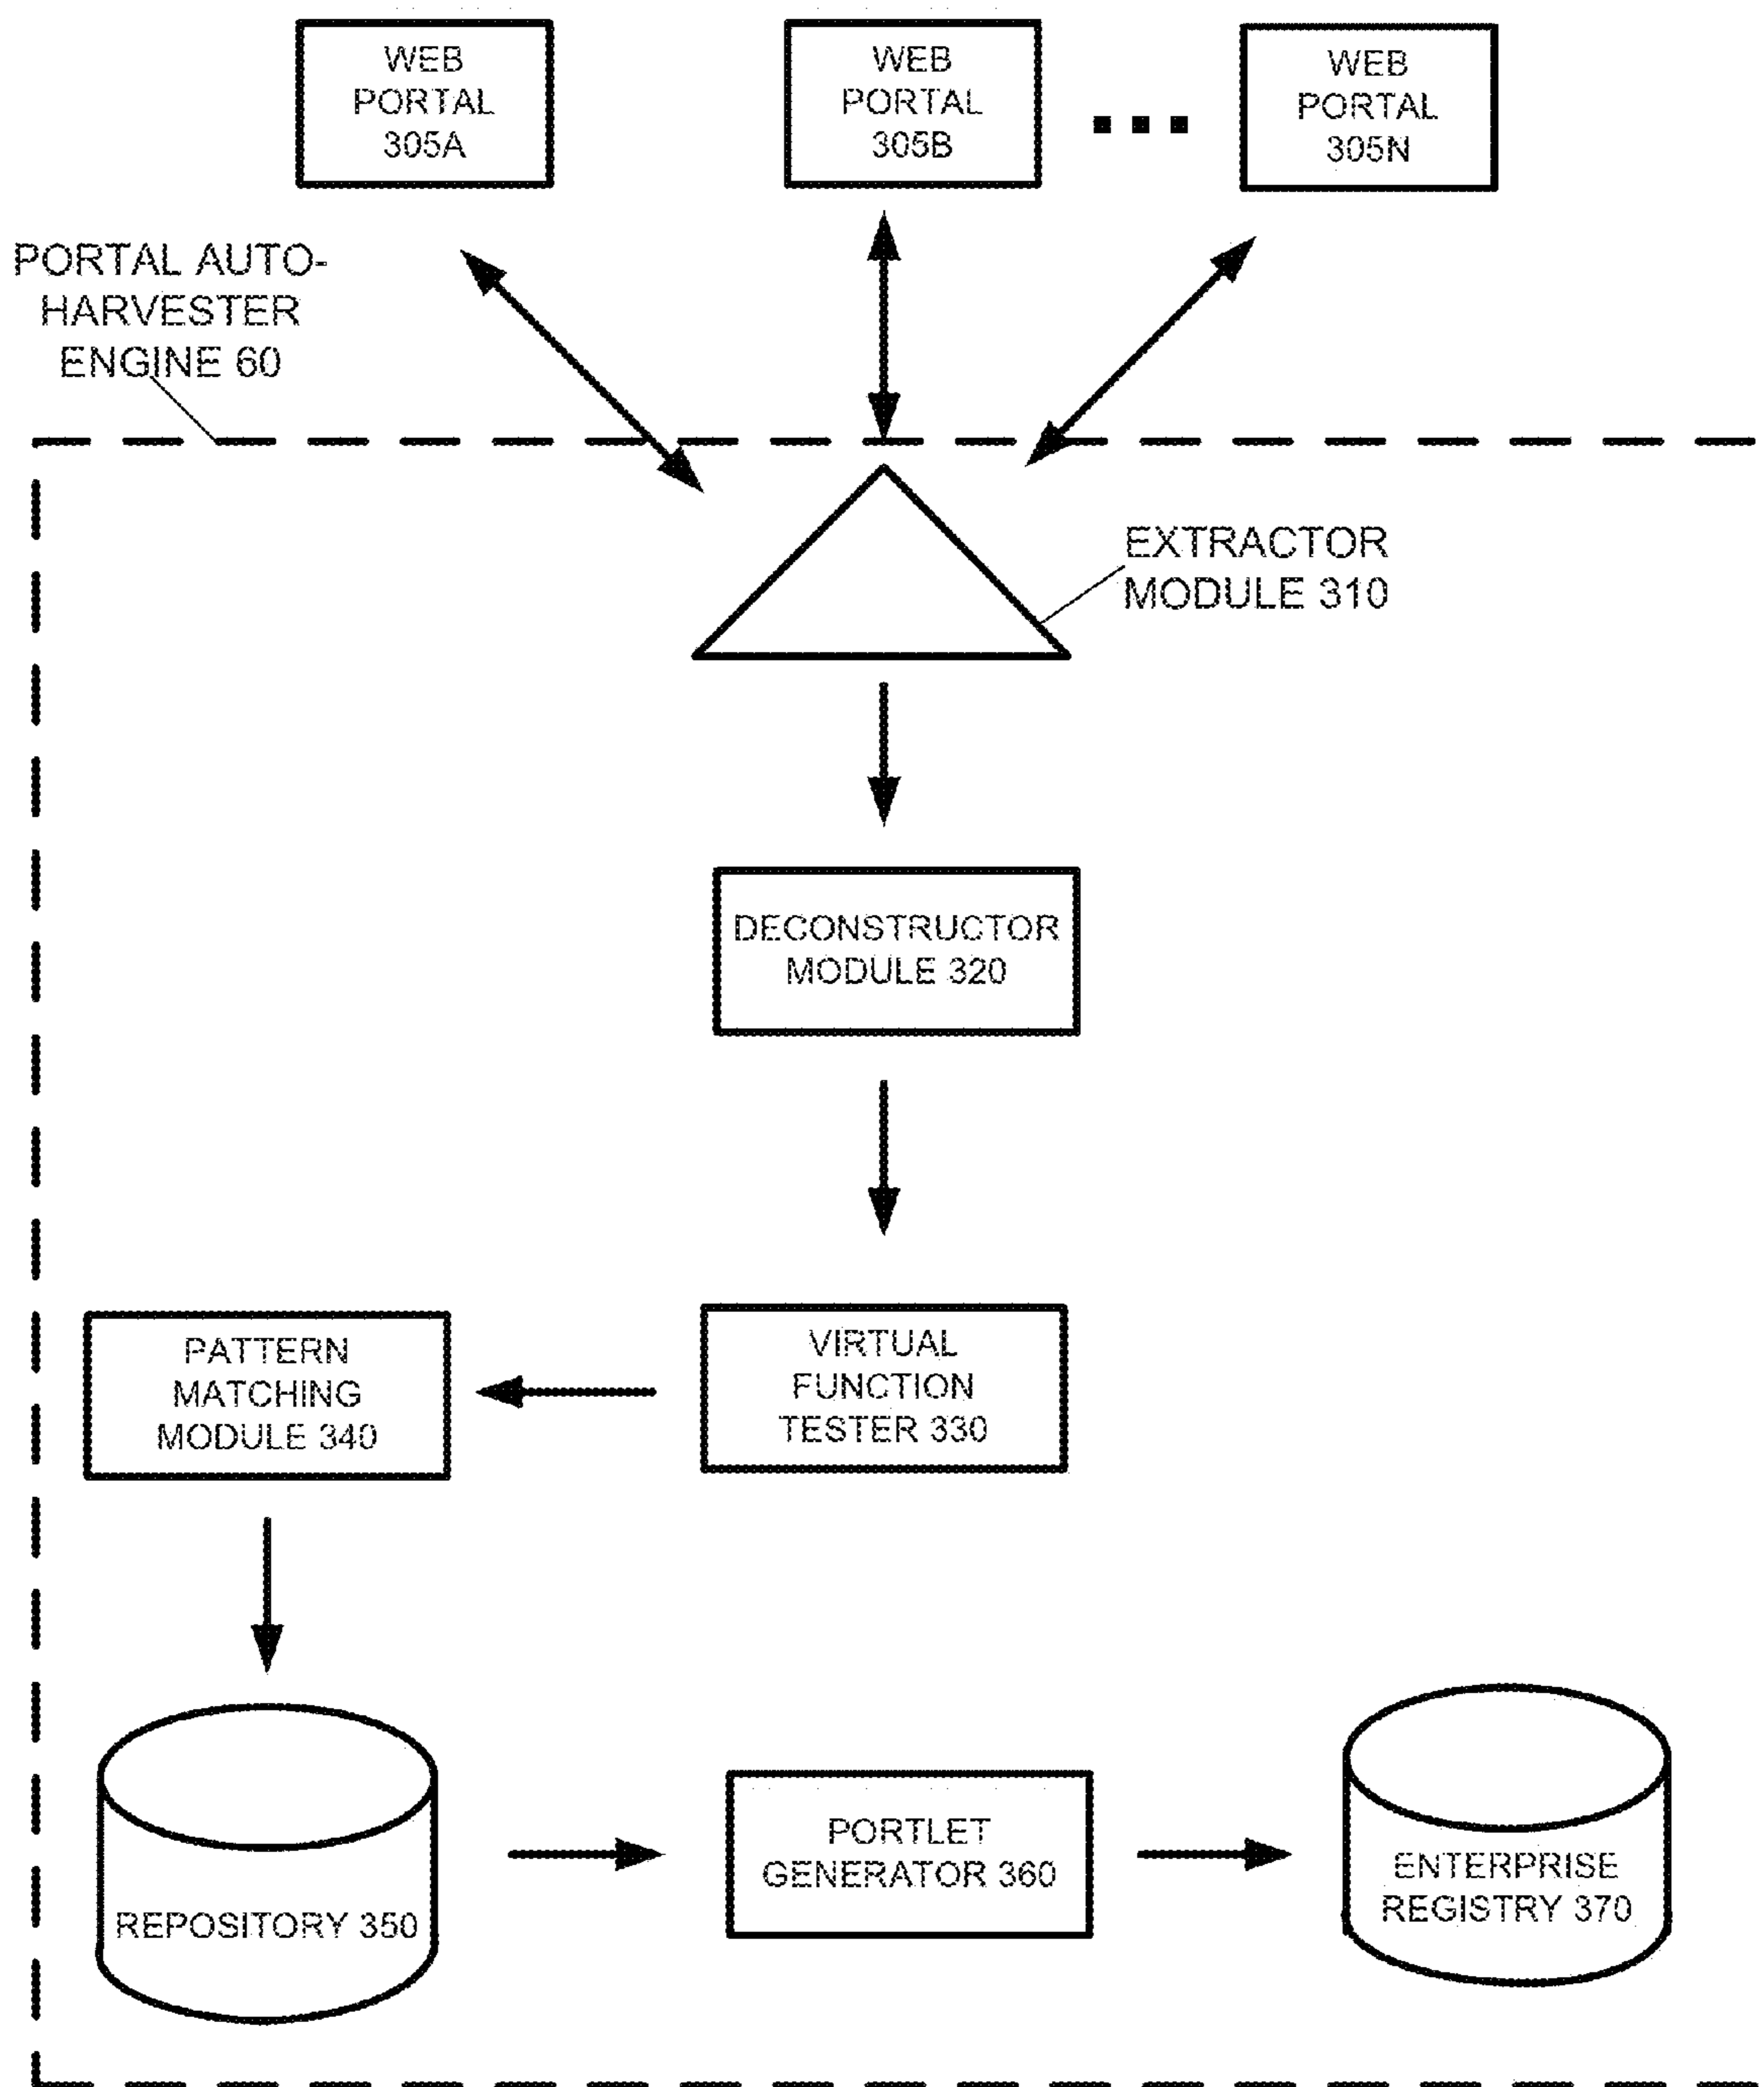 WEB
PORTAL
305A
WEB
PORTAL
305B
WEB
PORTAL
305N
PORTAL AUTO-
HARVESTER
ENGINE 60
EXTRACTOR
MODULE 310
DECONSTRUCTOR
MODULE 320
PATTERN
MATCHING
MODULE 340
VIRTUAL
FUNCTION
TESTER 330
REPOSITORY 350
PORTLET
GENERATOR 360
ENTERPRISE
REGISTRY 370